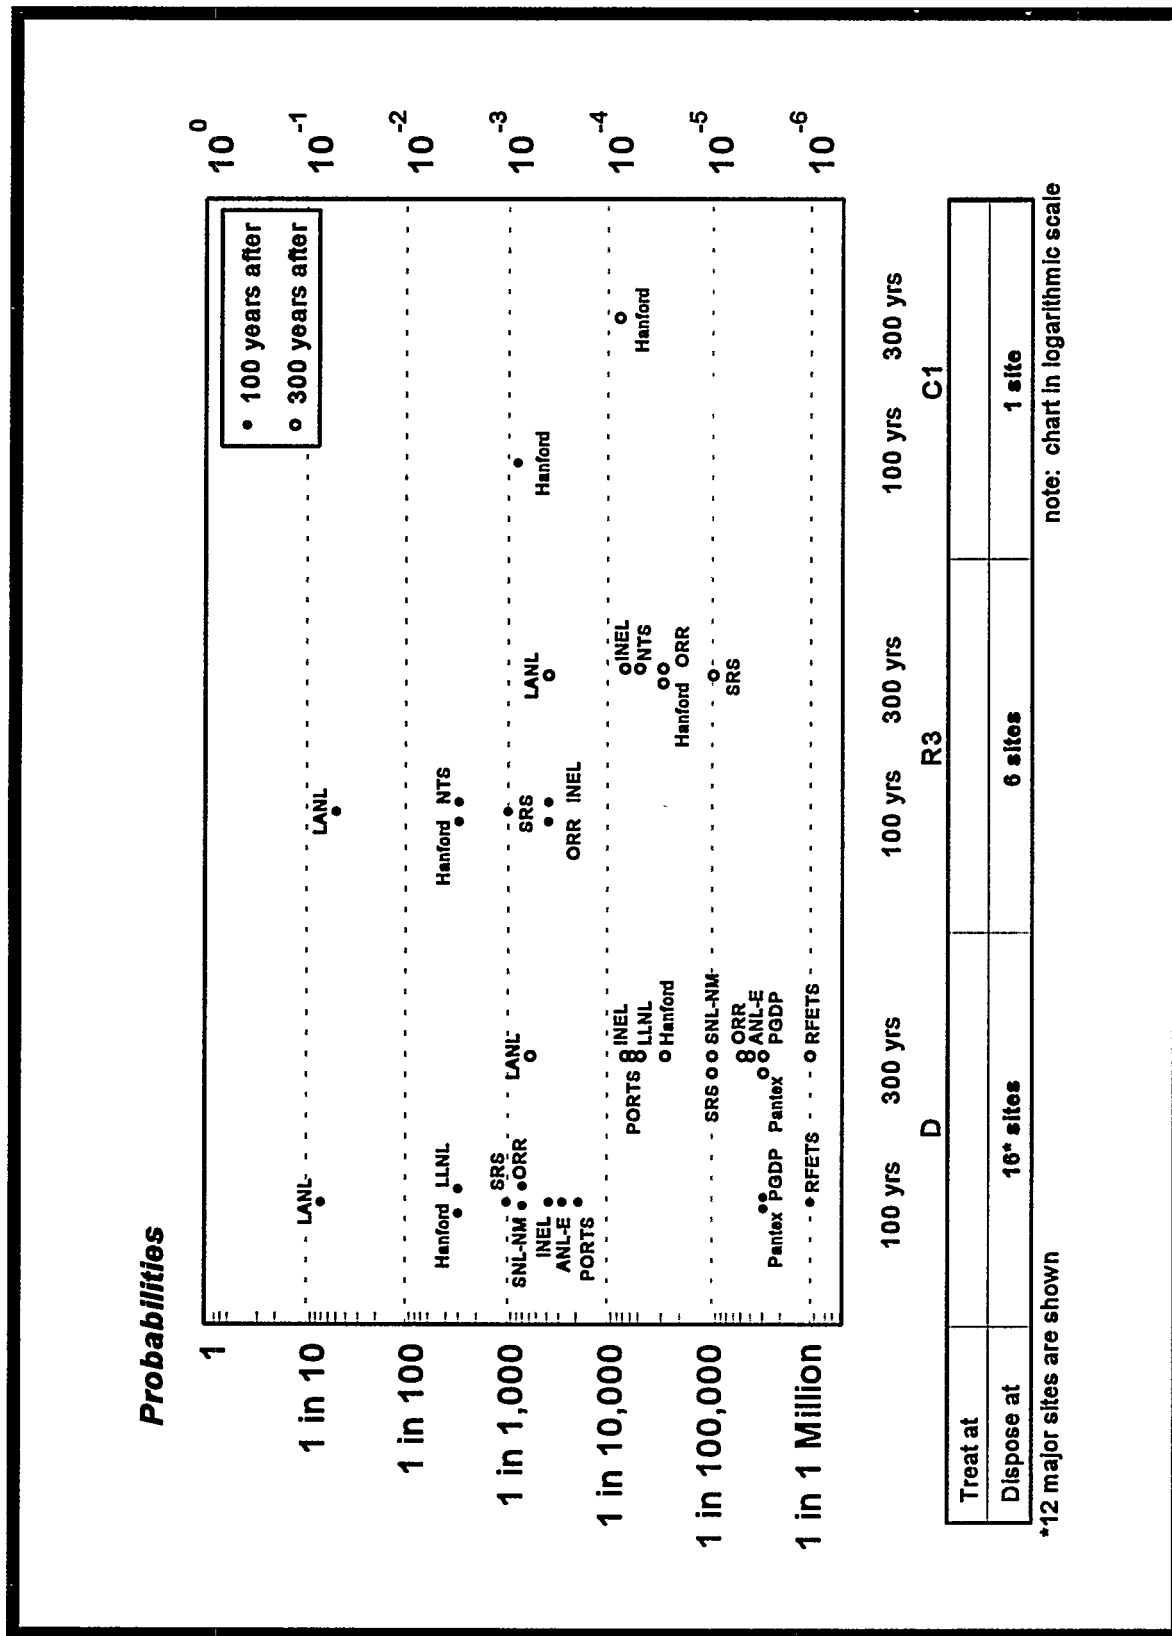 Probabilities
1
1 in 10
1 in 100
1 in 1,000
1 in 10,000
1 in 100,000
1 in 1 Million
10^0
10^-1
10^-2
10^-3
10^-4
10^-5
10^-6
• 100 years after
o 300 years after
LANL
Hanford LLNL
SRS
SNL-NM ORR
INEL
ANL-E
PORTS
Pantex PGDP
RFETS
LANL
INEL
PORTS LLNL
Hanford
SRS SNL-NM
ORR
ANL-E
Pantex PGDP
RFETS
LANL
Hanford NTS
SRS
ORR INEL
LANL
INEL
NTS
Hanford ORR
SRS
Hanford
Hanford
100 yrs 300 yrs 100 yrs 300 yrs 100 yrs 300 yrs
D R3 C1
Treat at
Dispose at 16* sites 6 sites 1 site
*12 major sites are shown
note: chart in logarithmic scale